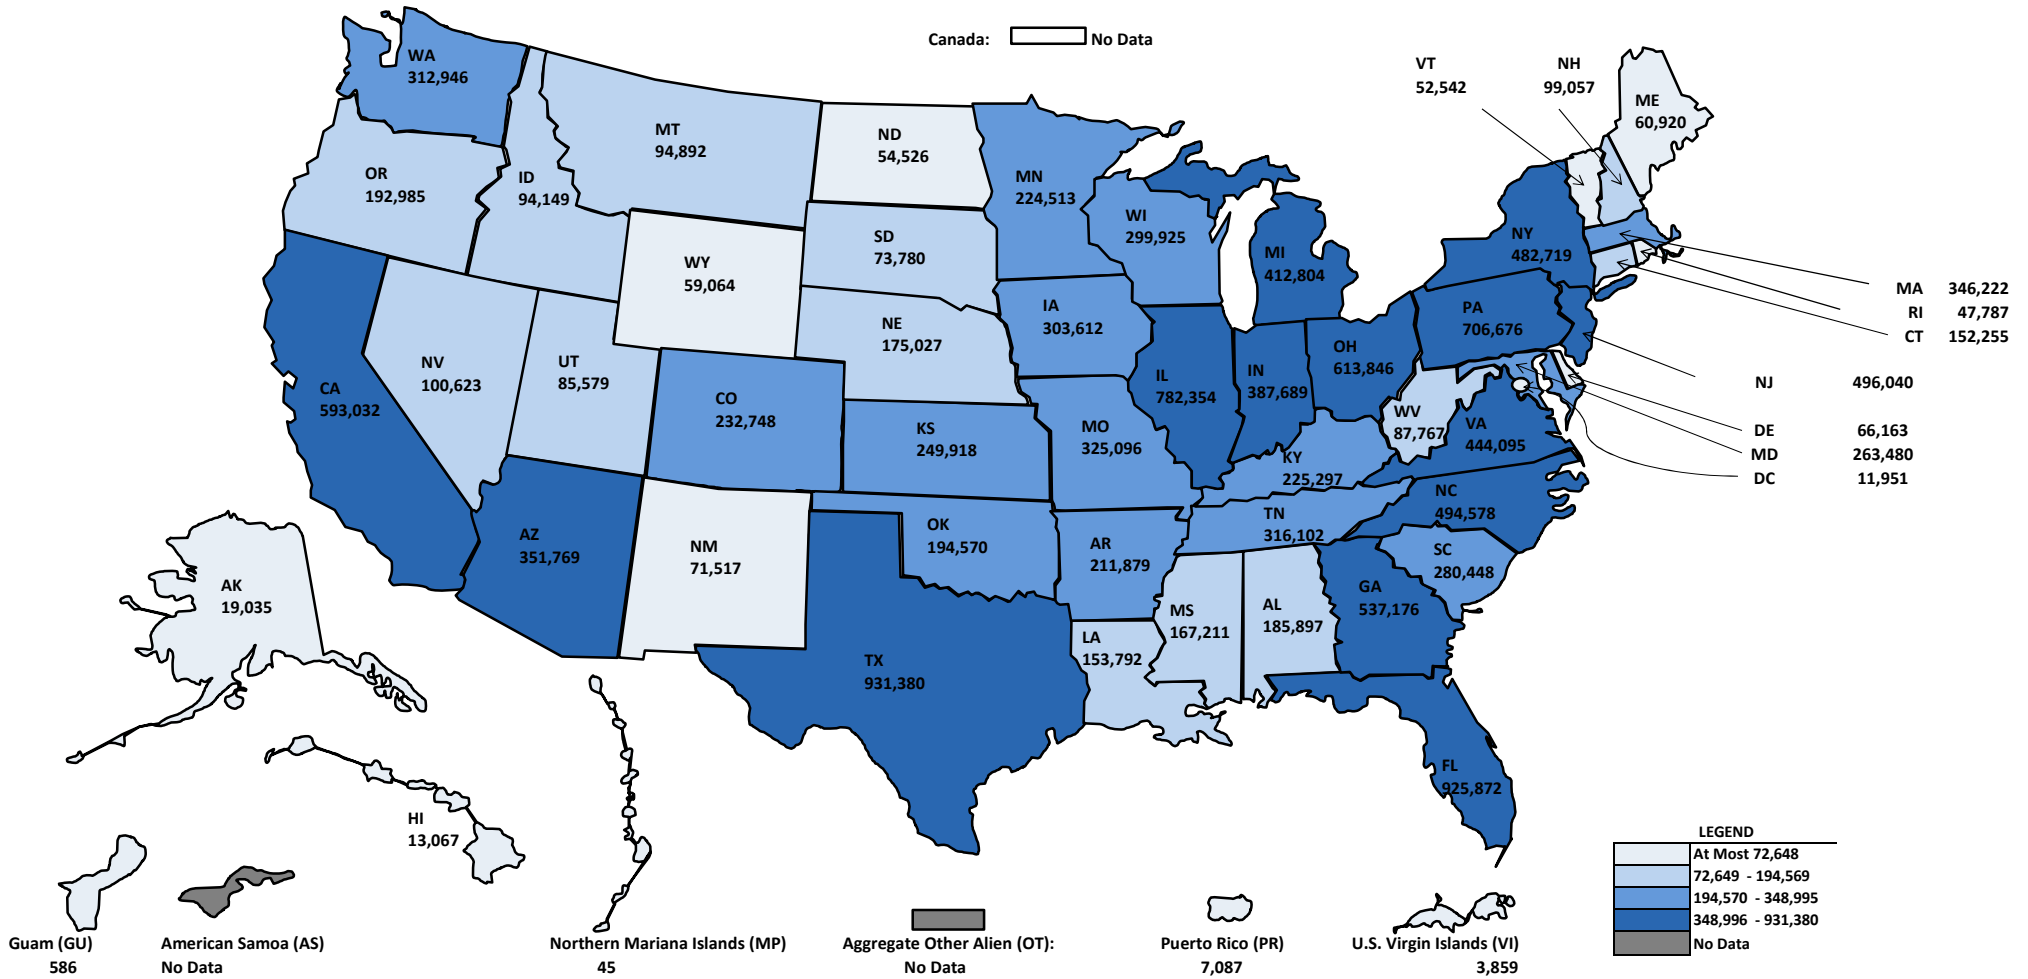 Canada: No Data
WA
312,946
OR
192,985
ID
94,149
MT
94,892
ND
54,526
MN
224,513
WI
299,925
MI
412,804
VT
52,542
NH
99,057
ME
60,920
NY
482,719
MA 346,222
RI 47,787
CT 152,255
NJ 496,040
DE 66,163
MD 263,480
DC 11,951
SD
73,780
WY
59,064
NE
175,027
IA
303,612
PA
706,676
OH
613,846
IN
387,689
IL
782,354
CA
593,032
NV
100,623
UT
85,579
CO
232,748
KS
249,918
MO
325,096
KY
225,297
WV
87,767
VA
444,095
NC
494,578
TN
316,102
SC
280,448
GA
537,176
AL
185,897
MS
167,211
AR
211,879
LA
153,792
OK
194,570
TX
931,380
NM
71,517
AZ
351,769
FL
925,872
AK
19,035
HI
13,067
LEGEND
At Most 72,648
72,649 - 194,569
194,570 - 348,995
348,996 - 931,380
No Data
Guam (GU)
586
American Samoa (AS)
No Data
Northern Mariana Islands (MP)
45
Aggregate Other Alien (OT):
No Data
Puerto Rico (PR)
7,087
U.S. Virgin Islands (VI)
3,859